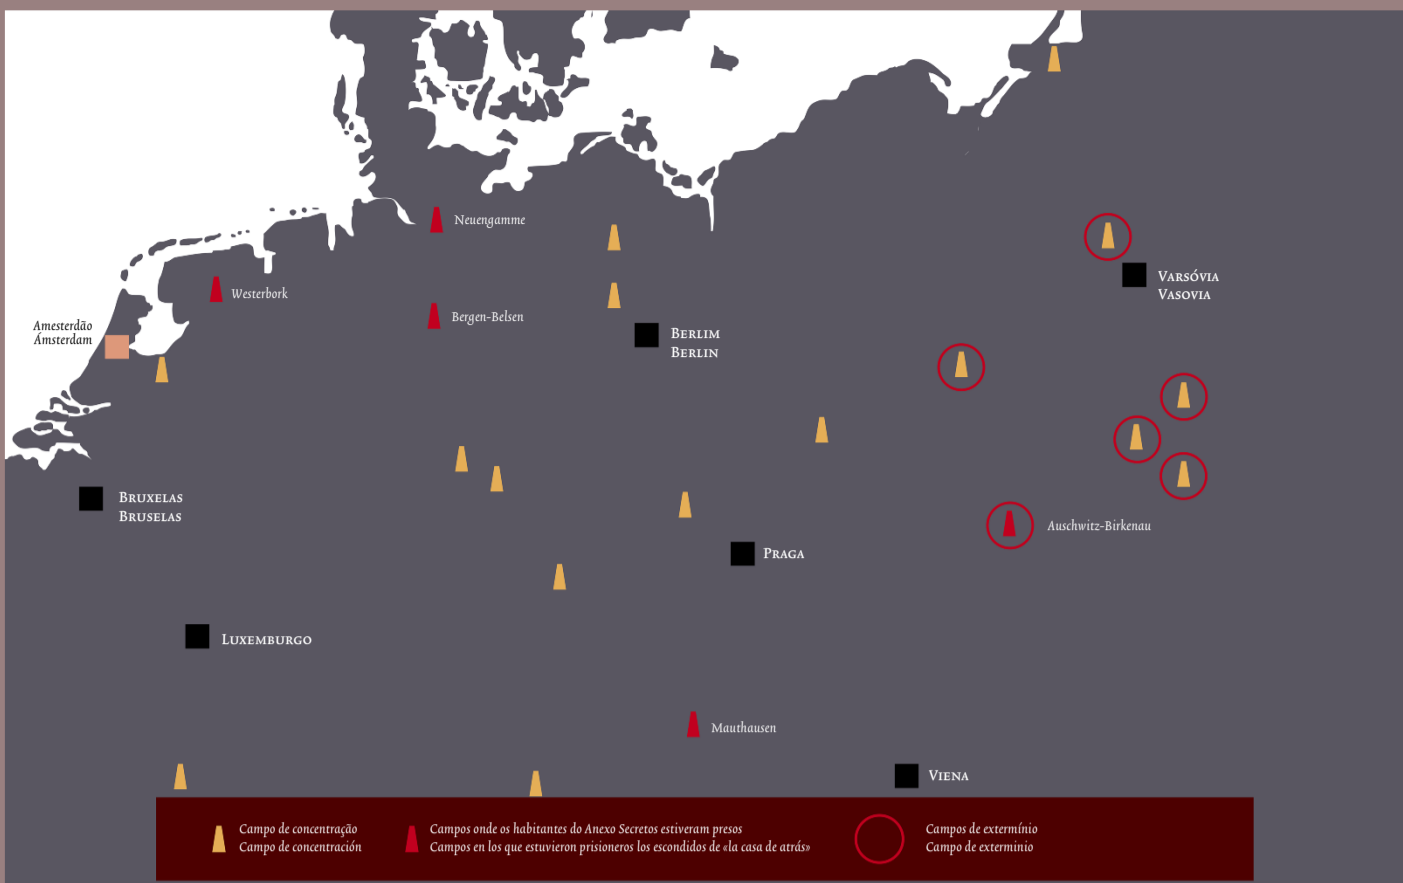 Neuengamme
Westerbork
Varsóvia
Vasovia
Bergen-Belsen
Amesterdão
Ámsterdam
Berlim
Berlin
Bruxelas
Bruselas
Auschwitz-Birkenau
Praga
Luxemburgo
Mauthausen
Viena
Campo de concentração
Campo de concentración
Campos onde os habitantes do Anexo Secretos estiveram presos
Campos en los que estuvieron prisioneros los escondidos de «la casa de atrás»
Campos de extermínio
Campo de exterminio